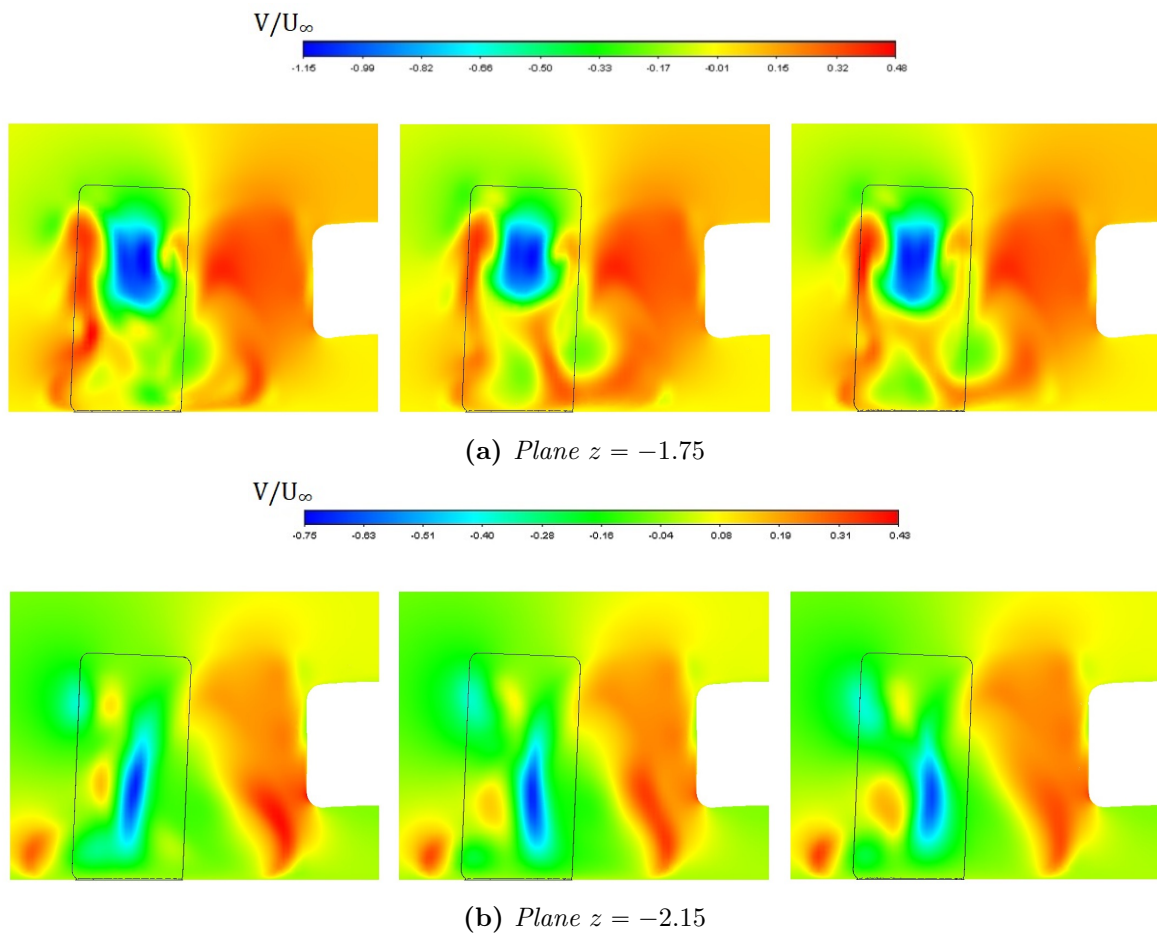 V/U∞
-1.15 -0.99 -0.82 -0.66 -0.50 -0.33 -0.17 -0.01 0.15 0.32 0.48
(a) Plane z = −1.75
V/U∞
-0.75 -0.63 -0.51 -0.40 -0.28 -0.16 -0.04 0.08 0.19 0.31 0.43
(b) Plane z = −2.15